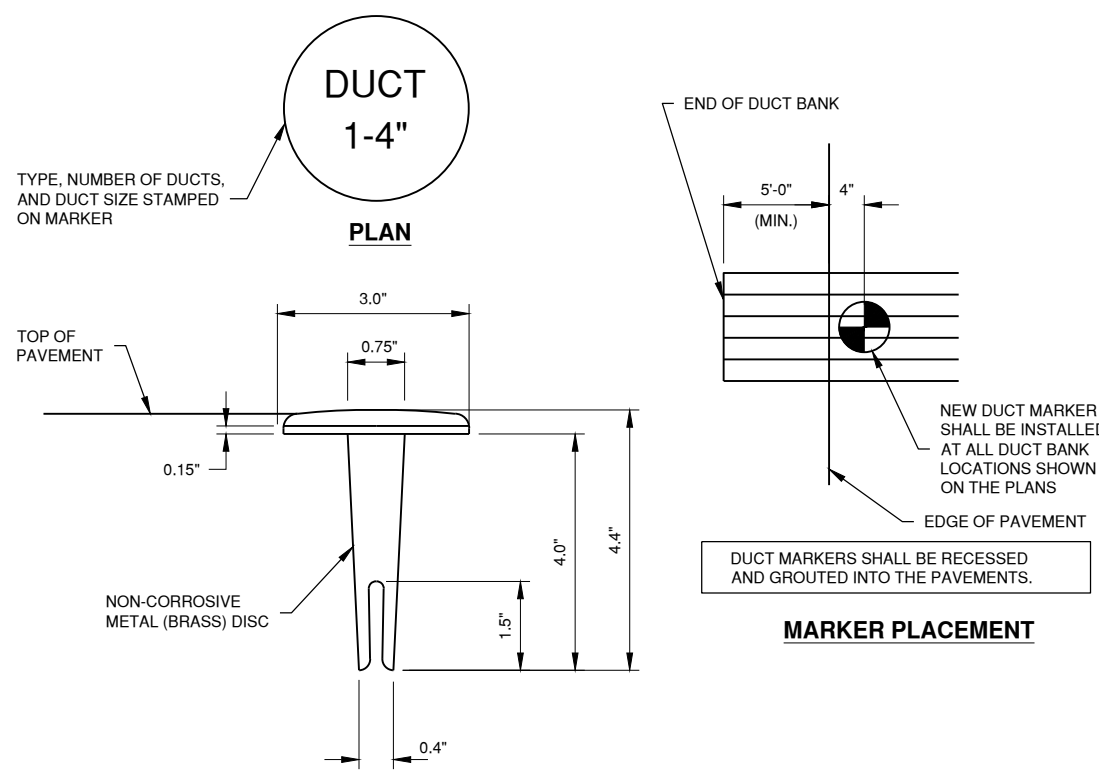 DUCT
1-4"
TYPE, NUMBER OF DUCTS,
AND DUCT SIZE STAMPED
ON MARKER
PLAN
3.0"
0.75"
TOP OF
PAVEMENT
0.15"
4.0"
4.4"
1.5"
NON-CORROSIVE
METAL (BRASS) DISC
0.4"
END OF DUCT BANK
5'-0"
(MIN.)
4"
NEW DUCT MARKER
SHALL BE INSTALLED
AT ALL DUCT BANK
LOCATIONS SHOWN
ON THE PLANS
EDGE OF PAVEMENT
DUCT MARKERS SHALL BE RECESSED
AND GROUTED INTO THE PAVEMENTS.
MARKER PLACEMENT